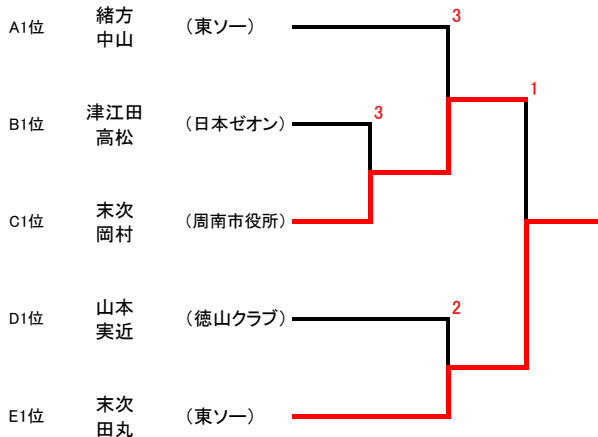 A1位 緒方 中山 (東ソー) 3
1
B1位 津江田 高松 (日本ゼオン) 3
C1位 末次 岡村 (周南市役所)
D1位 山本 実近 (徳山クラブ) 2
E1位 末次 田丸 (東ソー)